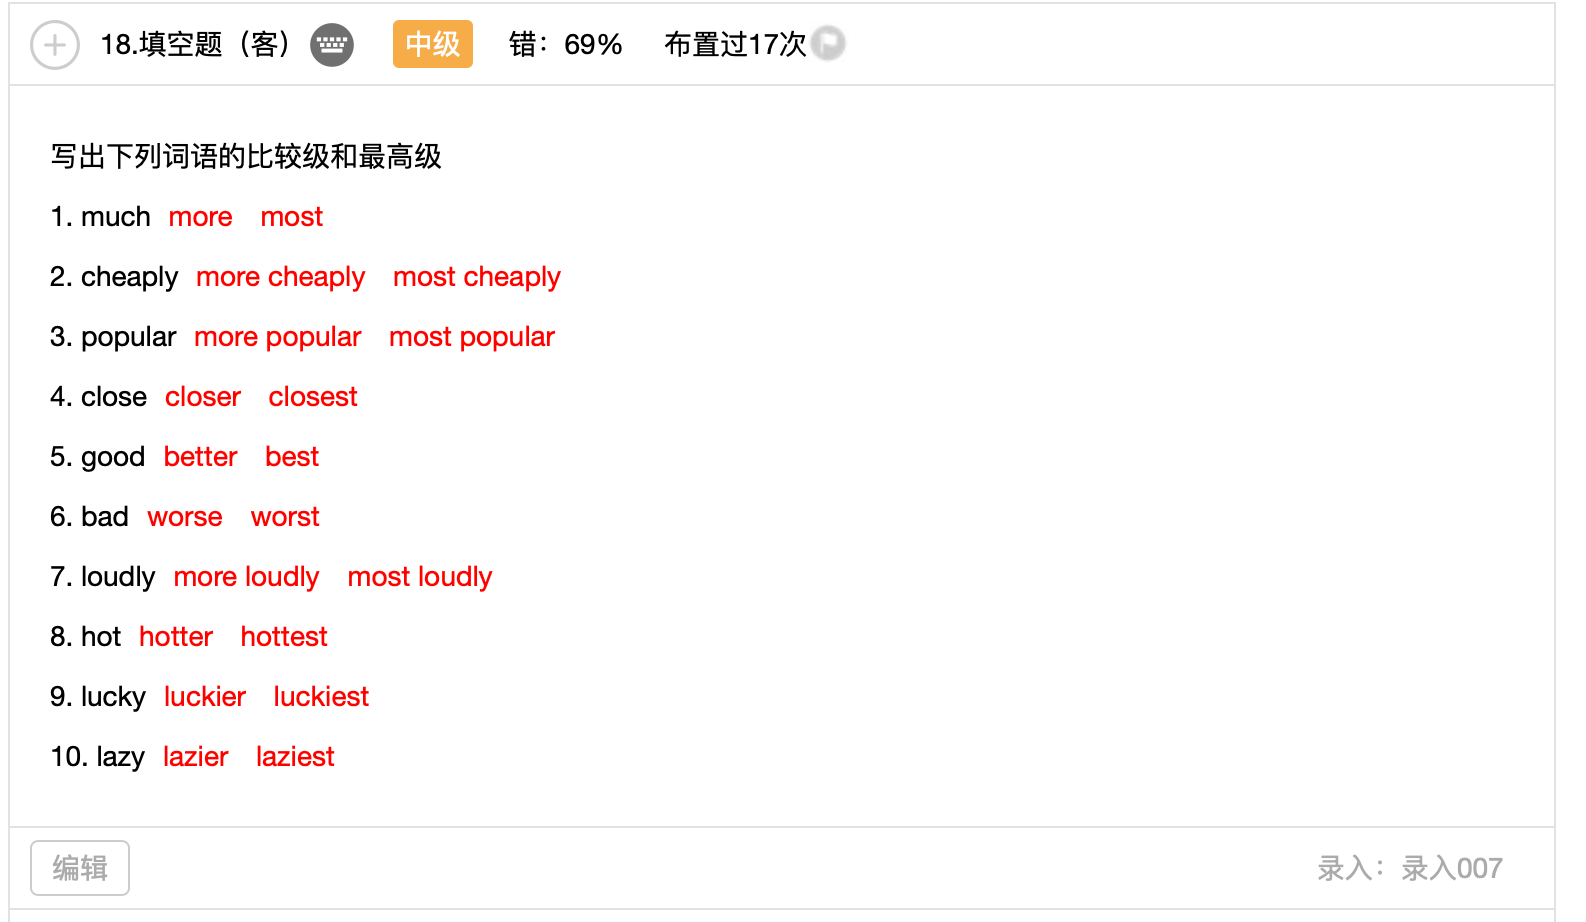 18.填空题（客） 中级 错：69% 布置过17次
写出下列词语的比较级和最高级
1. much more most
2. cheaply more cheaply most cheaply
3. popular more popular most popular
4. close closer closest
5. good better best
6. bad worse worst
7. loudly more loudly most loudly
8. hot hotter hottest
9. lucky luckier luckiest
10. lazy lazier laziest
编辑 录入：录入007